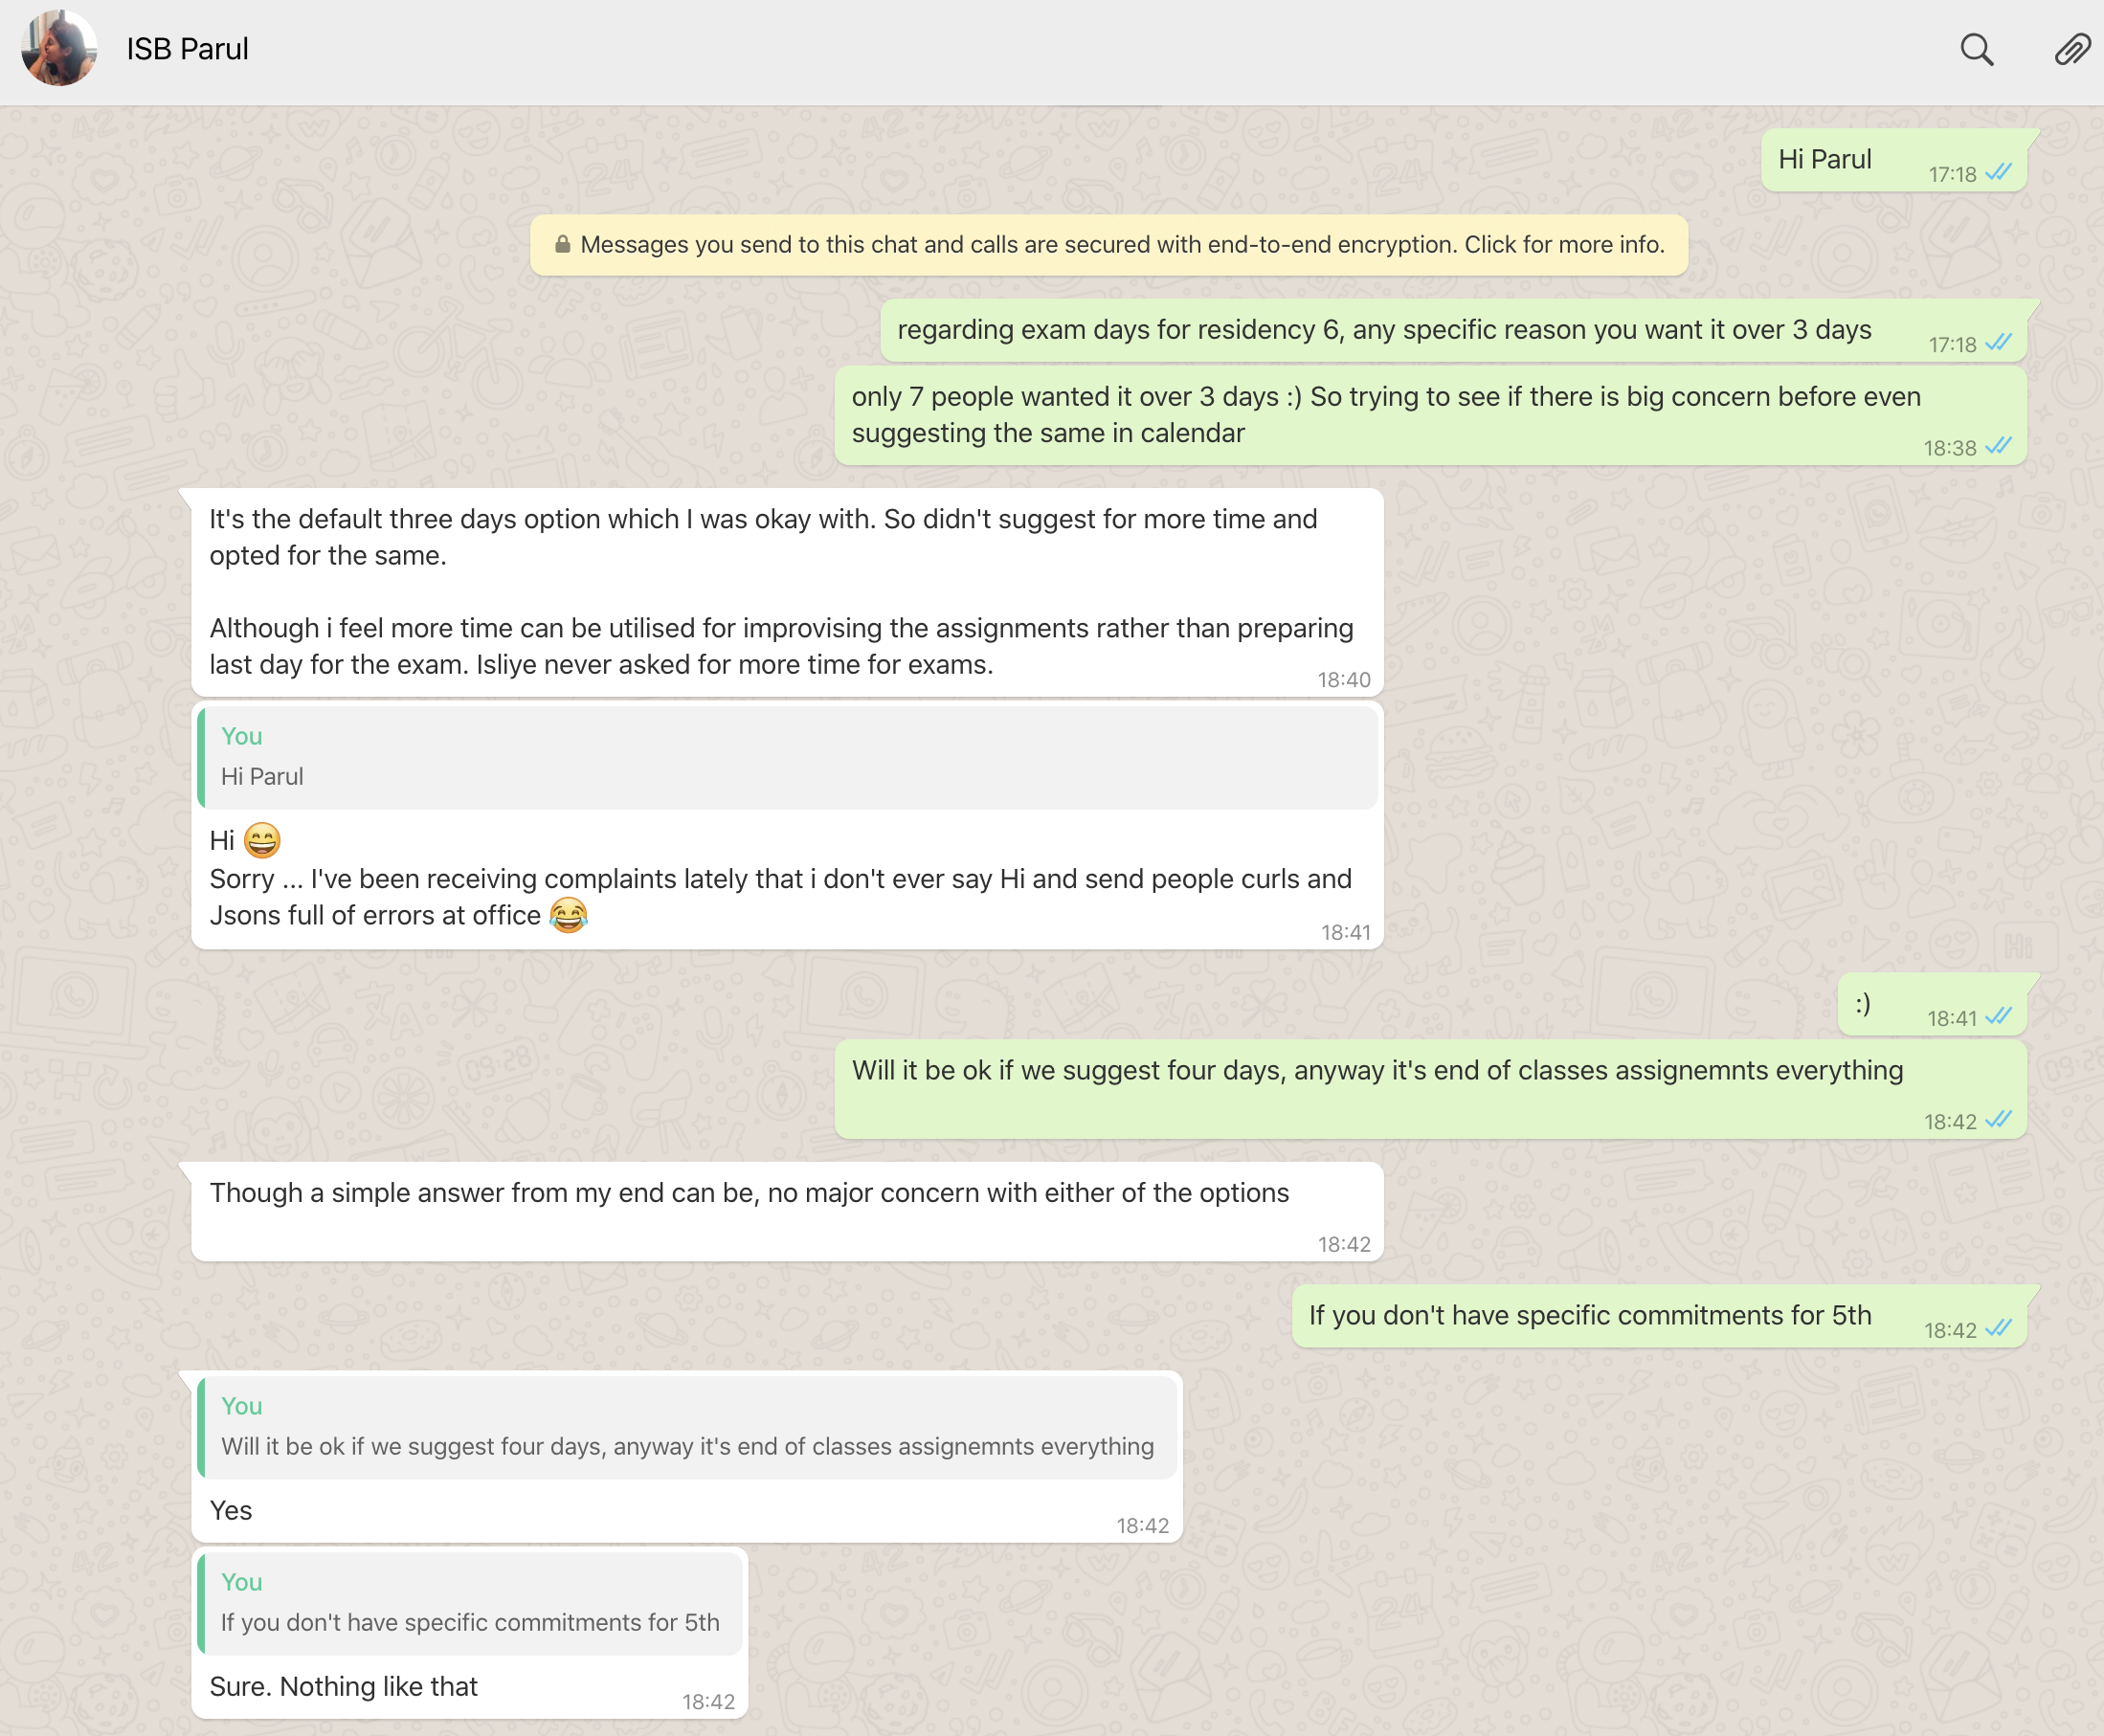 ISB Parul
Hi Parul
17:18
Messages you send to this chat and calls are secured with end-to-end encryption. Click for more info.
regarding exam days for residency 6, any specific reason you want it over 3 days
17:18
only 7 people wanted it over 3 days :) So trying to see if there is big concern before even
suggesting the same in calendar
18:38
It's the default three days option which I was okay with. So didn't suggest for more time and
opted for the same.
Although i feel more time can be utilised for improvising the assignments rather than preparing
last day for the exam. Isliye never asked for more time for exams.
18:40
You
Hi Parul
Hi 😄
Sorry ... I've been receiving complaints lately that i don't ever say Hi and send people curls and
Jsons full of errors at office 😂
18:41
:)
18:41
Will it be ok if we suggest four days, anyway it's end of classes assignemnts everything
18:42
Though a simple answer from my end can be, no major concern with either of the options
18:42
If you don't have specific commitments for 5th
18:42
You
Will it be ok if we suggest four days, anyway it's end of classes assignemnts everything
Yes
18:42
You
If you don't have specific commitments for 5th
Sure. Nothing like that
18:42